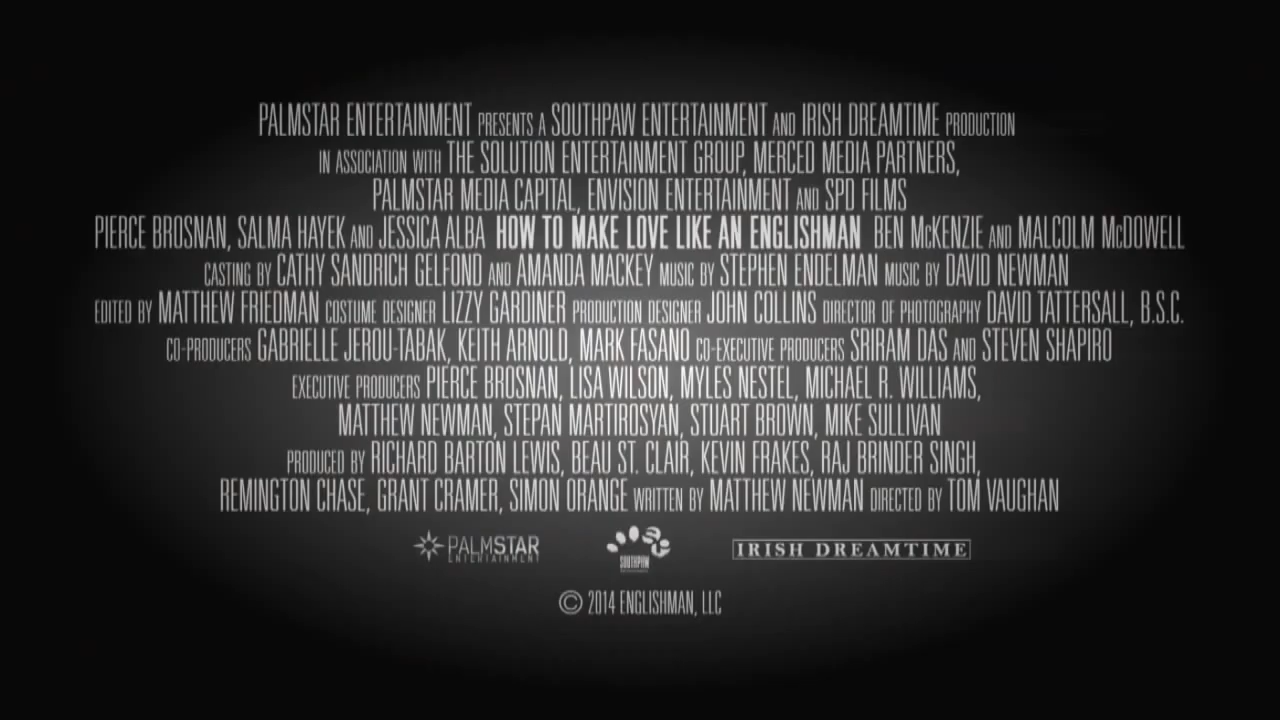 PALMSTAR ENTERTAINMENT PRESENTS A SOUTHPAW ENTERTAINMENT AND IRISH DREAMTIME PRODUCTION
IN ASSOCIATION WITH THE SOLUTION ENTERTAINMENT GROUP, MERCED MEDIA PARTNERS,
PALMSTAR MEDIA CAPITAL, ENVISION ENTERTAINMENT AND SPD FILMS
PIERCE BROSNAN, SALMA HAYEK AND JESSICA ALBA HOW TO MAKE LOVE LIKE AN ENGLISHMAN BEN McKENZIE AND MALCOLM McDOWELL
CASTING BY CATHY SANDRICH GELFOND AND AMANDA MACKEY MUSIC BY STEPHEN ENDELMAN MUSIC BY DAVID NEWMAN
EDITED BY MATTHEW FRIEDMAN COSTUME DESIGNER LIZZY GARDINER PRODUCTION DESIGNER JOHN COLLINS DIRECTOR OF PHOTOGRAPHY DAVID TATTERSALL, B.S.C.
CO-PRODUCERS GABRIELLE JEROU-TABAK, KEITH ARNOLD, MARK FASANO CO-EXECUTIVE PRODUCERS SRIRAM DAS AND STEVEN SHAPIRO
EXECUTIVE PRODUCERS PIERCE BROSNAN, LISA WILSON, MYLES NESTEL, MICHAEL R. WILLIAMS,
MATTHEW NEWMAN, STEPAN MARTIROSYAN, STUART BROWN, MIKE SULLIVAN
PRODUCED BY RICHARD BARTON LEWIS, BEAU ST. CLAIR, KEVIN FRAKES, RAJ BRINDER SINGH,
REMINGTON CHASE, GRANT CRAMER, SIMON ORANGE WRITTEN BY MATTHEW NEWMAN DIRECTED BY TOM VAUGHAN
PALMSTAR ENTERTAINMENT SOUTHPAW IRISH DREAMTIME
© 2014 ENGLISHMAN, LLC